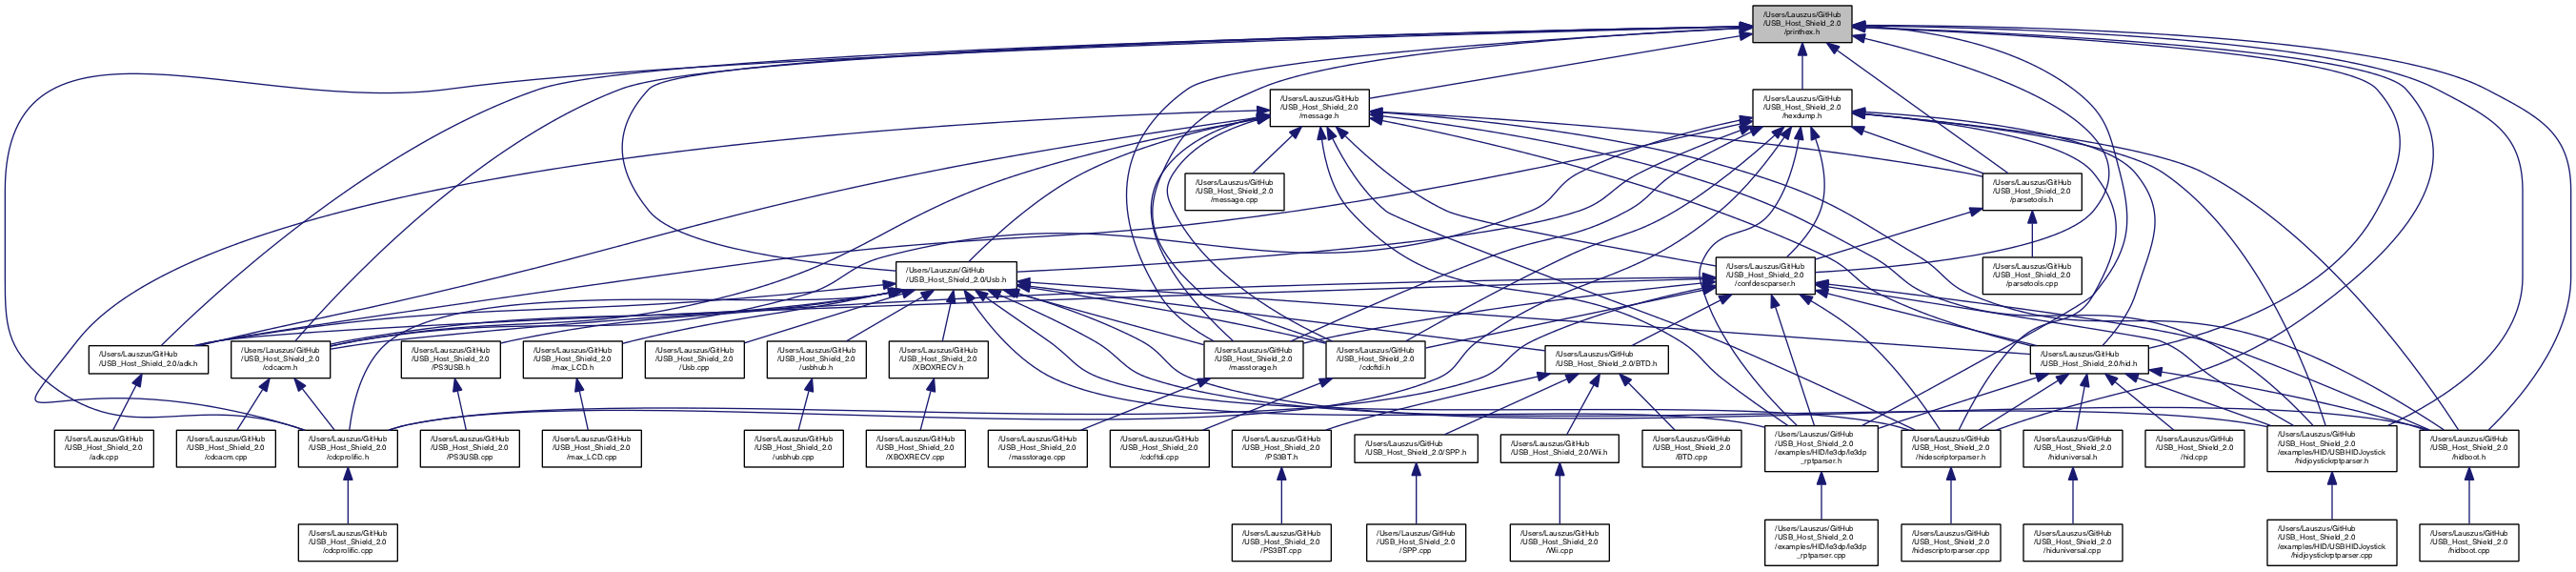 /Users/Lauszus/GitHub
/USB_Host_Shield_2.0
/printhex.h
/Users/Lauszus/GitHub
/USB_Host_Shield_2.0
/message.h
/Users/Lauszus/GitHub
/USB_Host_Shield_2.0
/hexdump.h
/Users/Lauszus/GitHub
/USB_Host_Shield_2.0
/message.cpp
/Users/Lauszus/GitHub
/USB_Host_Shield_2.0
/parsetools.h
/Users/Lauszus/GitHub
/USB_Host_Shield_2.0/Usb.h
/Users/Lauszus/GitHub
/USB_Host_Shield_2.0
/confdescparser.h
/Users/Lauszus/GitHub
/USB_Host_Shield_2.0
/parsetools.cpp
/Users/Lauszus/GitHub
/USB_Host_Shield_2.0/adk.h
/Users/Lauszus/GitHub
/USB_Host_Shield_2.0
/cdcacm.h
/Users/Lauszus/GitHub
/USB_Host_Shield_2.0
/PS3USB.h
/Users/Lauszus/GitHub
/USB_Host_Shield_2.0
/max_LCD.h
/Users/Lauszus/GitHub
/USB_Host_Shield_2.0
/Usb.cpp
/Users/Lauszus/GitHub
/USB_Host_Shield_2.0
/usbhub.h
/Users/Lauszus/GitHub
/USB_Host_Shield_2.0
/XBOXRECV.h
/Users/Lauszus/GitHub
/USB_Host_Shield_2.0
/masstorage.h
/Users/Lauszus/GitHub
/USB_Host_Shield_2.0
/cdcftdi.h
/Users/Lauszus/GitHub
/USB_Host_Shield_2.0/BTD.h
/Users/Lauszus/GitHub
/USB_Host_Shield_2.0/hid.h
/Users/Lauszus/GitHub
/USB_Host_Shield_2.0
/adk.cpp
/Users/Lauszus/GitHub
/USB_Host_Shield_2.0
/cdcacm.cpp
/Users/Lauszus/GitHub
/USB_Host_Shield_2.0
/cdcprolific.h
/Users/Lauszus/GitHub
/USB_Host_Shield_2.0
/PS3USB.cpp
/Users/Lauszus/GitHub
/USB_Host_Shield_2.0
/max_LCD.cpp
/Users/Lauszus/GitHub
/USB_Host_Shield_2.0
/usbhub.cpp
/Users/Lauszus/GitHub
/USB_Host_Shield_2.0
/XBOXRECV.cpp
/Users/Lauszus/GitHub
/USB_Host_Shield_2.0
/masstorage.cpp
/Users/Lauszus/GitHub
/USB_Host_Shield_2.0
/cdcftdi.cpp
/Users/Lauszus/GitHub
/USB_Host_Shield_2.0
/PS3BT.h
/Users/Lauszus/GitHub
/USB_Host_Shield_2.0/SPP.h
/Users/Lauszus/GitHub
/USB_Host_Shield_2.0/Wii.h
/Users/Lauszus/GitHub
/USB_Host_Shield_2.0
/BTD.cpp
/Users/Lauszus/GitHub
/USB_Host_Shield_2.0
/examples/HID/le3dp/le3dp
_rptparser.h
/Users/Lauszus/GitHub
/USB_Host_Shield_2.0
/hidescriptorparser.h
/Users/Lauszus/GitHub
/USB_Host_Shield_2.0
/hiduniversal.h
/Users/Lauszus/GitHub
/USB_Host_Shield_2.0
/hid.cpp
/Users/Lauszus/GitHub
/USB_Host_Shield_2.0
/examples/HID/USBHIDJoystick
/hidjoystickrptparser.h
/Users/Lauszus/GitHub
/USB_Host_Shield_2.0
/hidboot.h
/Users/Lauszus/GitHub
/USB_Host_Shield_2.0
/cdcprolific.cpp
/Users/Lauszus/GitHub
/USB_Host_Shield_2.0
/PS3BT.cpp
/Users/Lauszus/GitHub
/USB_Host_Shield_2.0
/SPP.cpp
/Users/Lauszus/GitHub
/USB_Host_Shield_2.0
/Wii.cpp
/Users/Lauszus/GitHub
/USB_Host_Shield_2.0
/examples/HID/le3dp/le3dp
_rptparser.cpp
/Users/Lauszus/GitHub
/USB_Host_Shield_2.0
/hidescriptorparser.cpp
/Users/Lauszus/GitHub
/USB_Host_Shield_2.0
/hiduniversal.cpp
/Users/Lauszus/GitHub
/USB_Host_Shield_2.0
/examples/HID/USBHIDJoystick
/hidjoystickrptparser.cpp
/Users/Lauszus/GitHub
/USB_Host_Shield_2.0
/hidboot.cpp